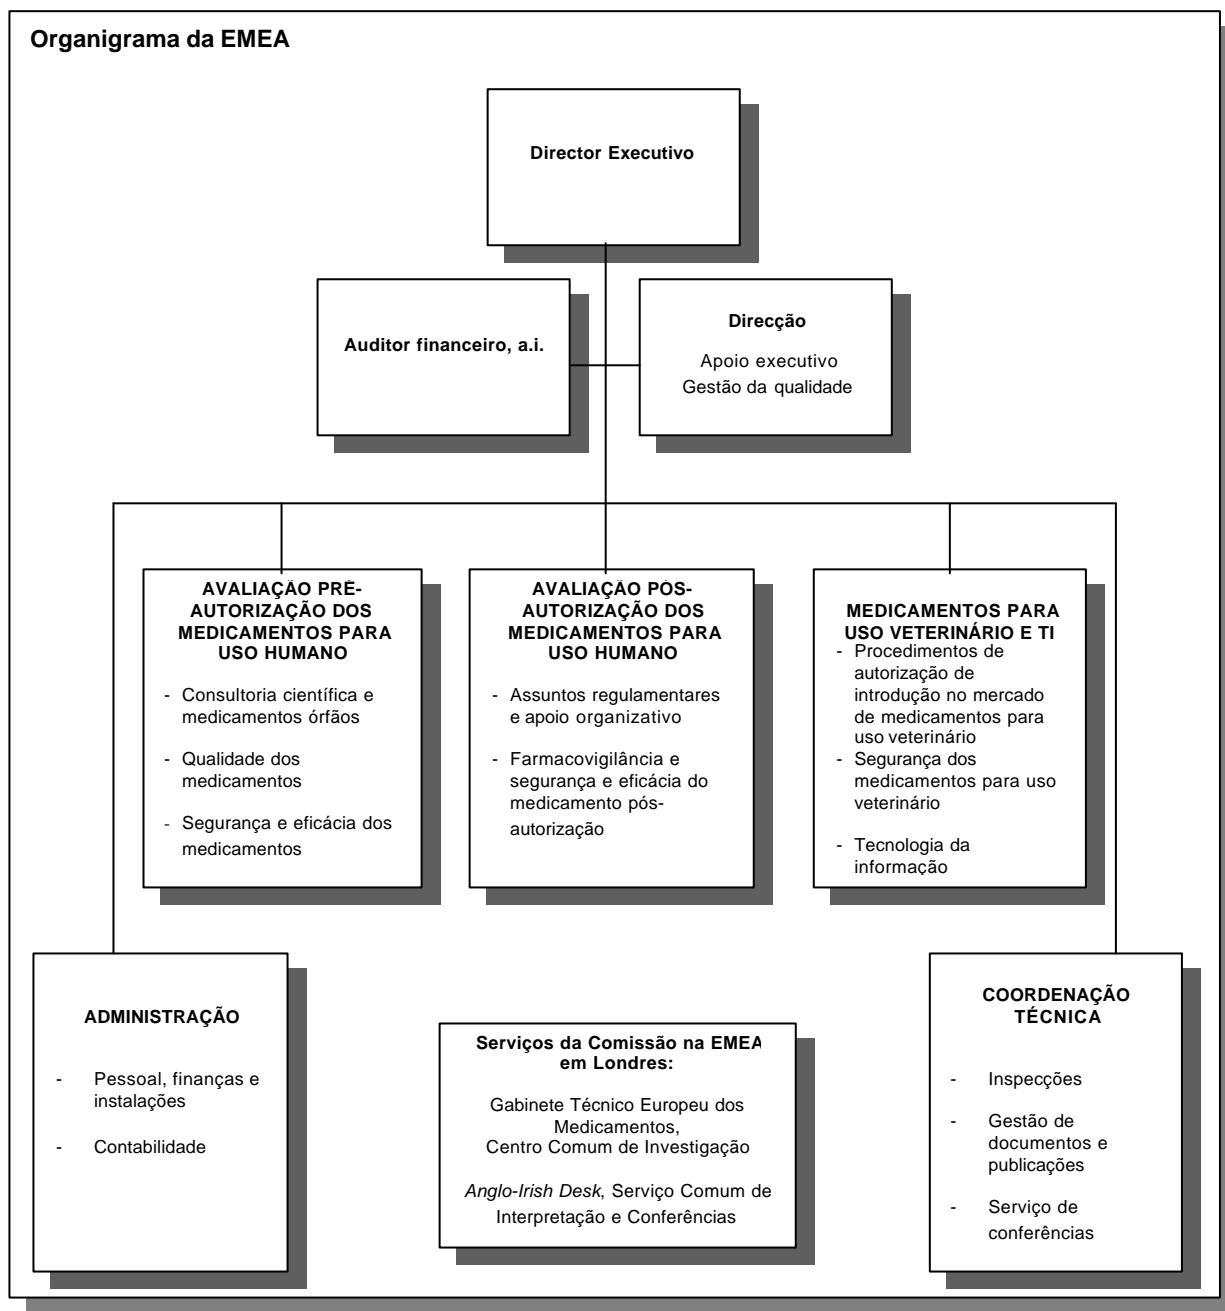 Organigrama da EMEA
Director Executivo
Auditor financeiro, a.i.
Direcção
Apoio executivo
Gestão da qualidade
AVALIAÇÃO PRÉ-
AUTORIZAÇÃO DOS
MEDICAMENTOS PARA
USO HUMANO
- Consultoria científica e
medicamentos órfãos
- Qualidade dos
medicamentos
- Segurança e eficácia dos
medicamentos
AVALIAÇÃO PÓS-
AUTORIZAÇÃO DOS
MEDICAMENTOS PARA
USO HUMANO
- Assuntos regulamentares
e apoio organizativo
- Farmacovigilância e
segurança e eficácia do
medicamento pós-
autorização
MEDICAMENTOS PARA
USO VETERINÁRIO E TI
- Procedimentos de
autorização de
introdução no mercado
de medicamentos para
uso veterinário
- Segurança dos
medicamentos para uso
veterinário
- Tecnologia da
informação
ADMINISTRAÇÃO
- Pessoal, finanças e
instalações
- Contabilidade
Serviços da Comissão na EMEA
em Londres:
Gabinete Técnico Europeu dos
Medicamentos,
Centro Comum de Investigação
Anglo-Irish Desk, Serviço Comum de
Interpretação e Conferências
COORDENAÇÃO
TÉCNICA
- Inspecções
- Gestão de
documentos e
publicações
- Serviço de
conferências